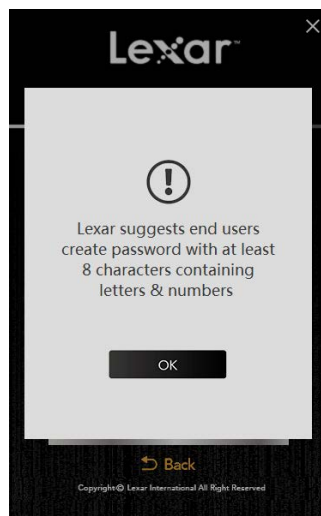 Lexar™
Lexar suggests end users
create password with at least
8 characters containing
letters & numbers
OK
Back
Copyright© Lexar International All Right Reserved